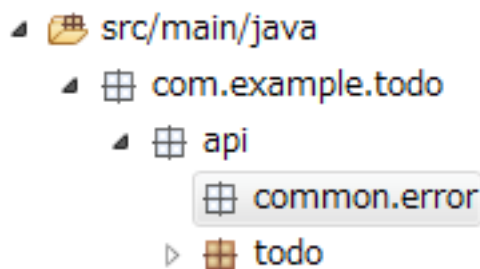 src/main/java
com.example.todo
api
common.error
todo